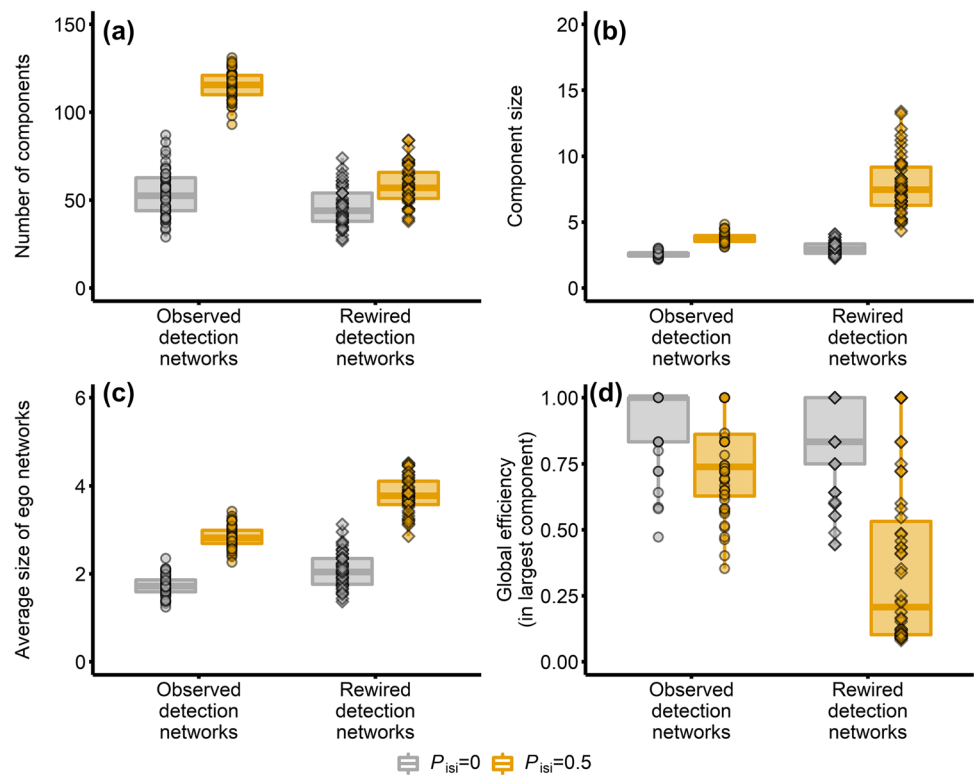 (a)
Number of components
150
100
50
0
Observed
detection
networks
Rewired
detection
networks
(b)
Component size
20
15
10
5
0
Observed
detection
networks
Rewired
detection
networks
(c)
Average size of ego networks
6
4
2
0
Observed
detection
networks
Rewired
detection
networks
(d)
Global efficiency
(in largest component)
1.00
0.75
0.50
0.25
0.00
Observed
detection
networks
Rewired
detection
networks
Pisi=0 Pisi=0.5